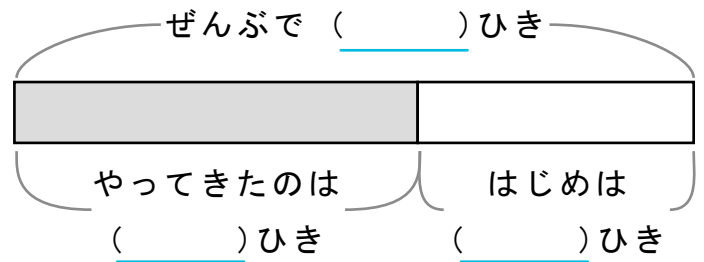 ぜんぶで ( )ひき
やってきたのは はじめは
( )ひき ( )ひき